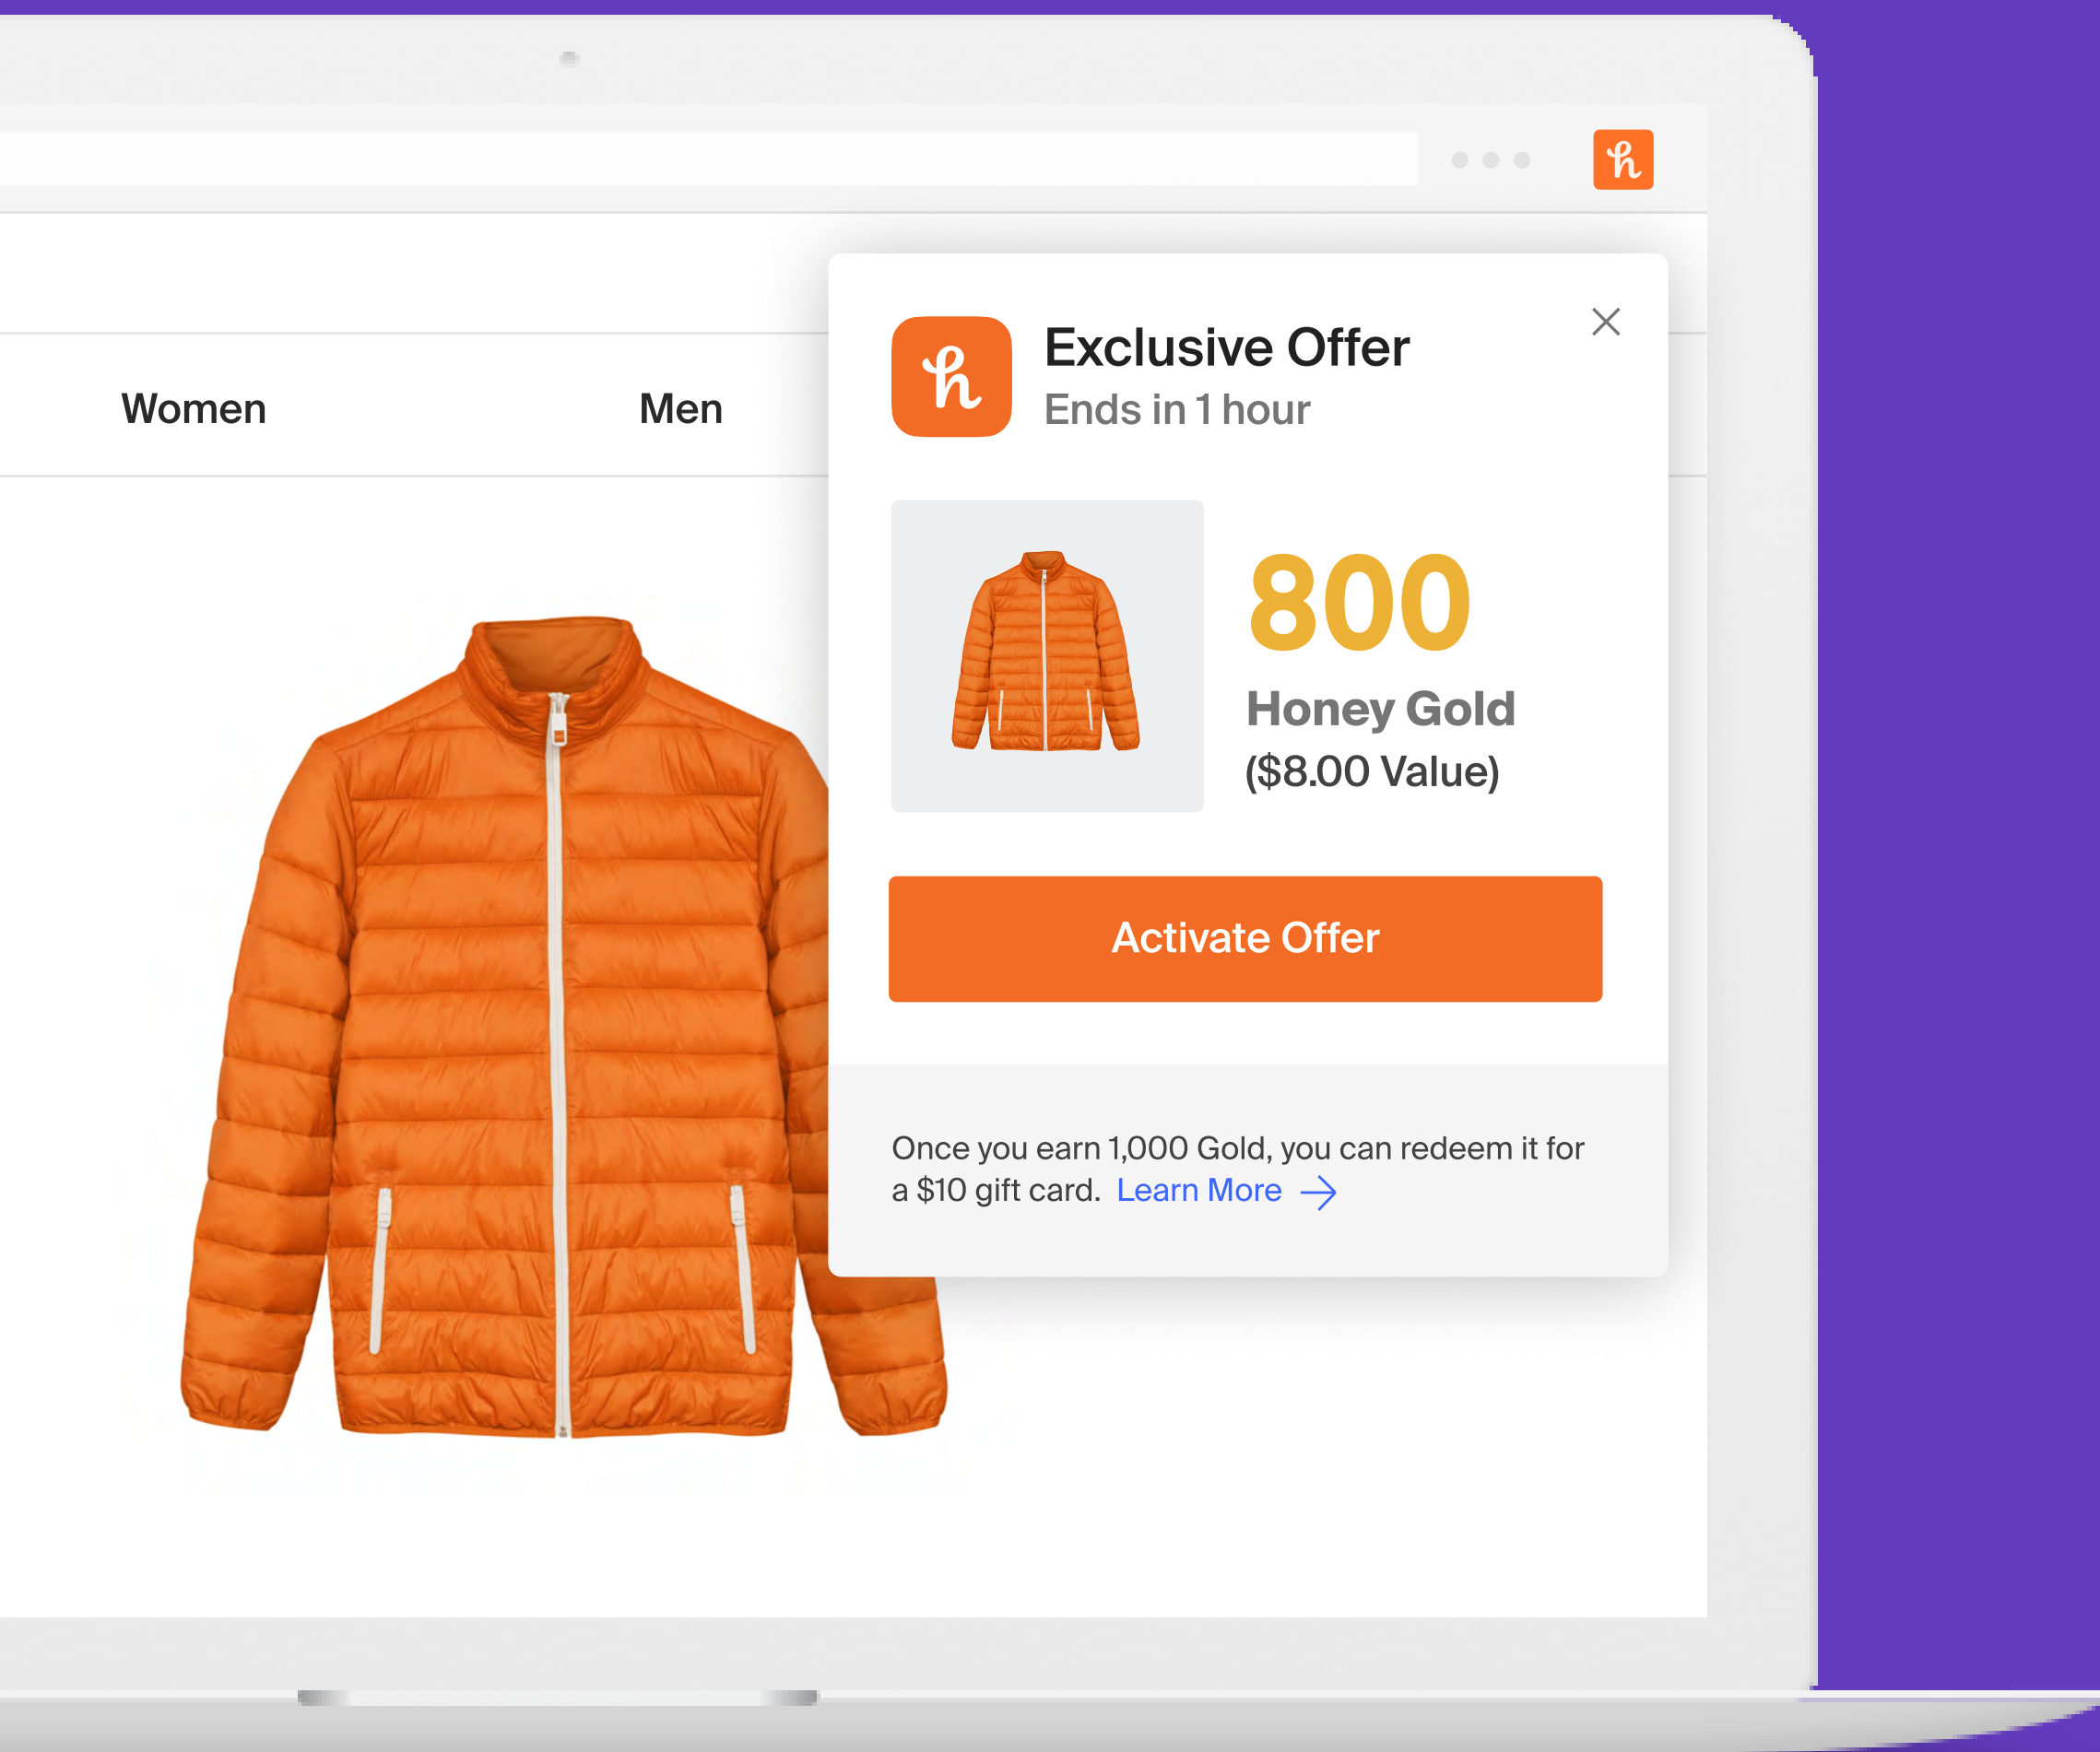 h
Women
Men
h
Exclusive Offer
Ends in 1 hour
800
Honey Gold
($8.00 Value)
Activate Offer
Once you earn 1,000 Gold, you can redeem it for
a $10 gift card. Learn More →